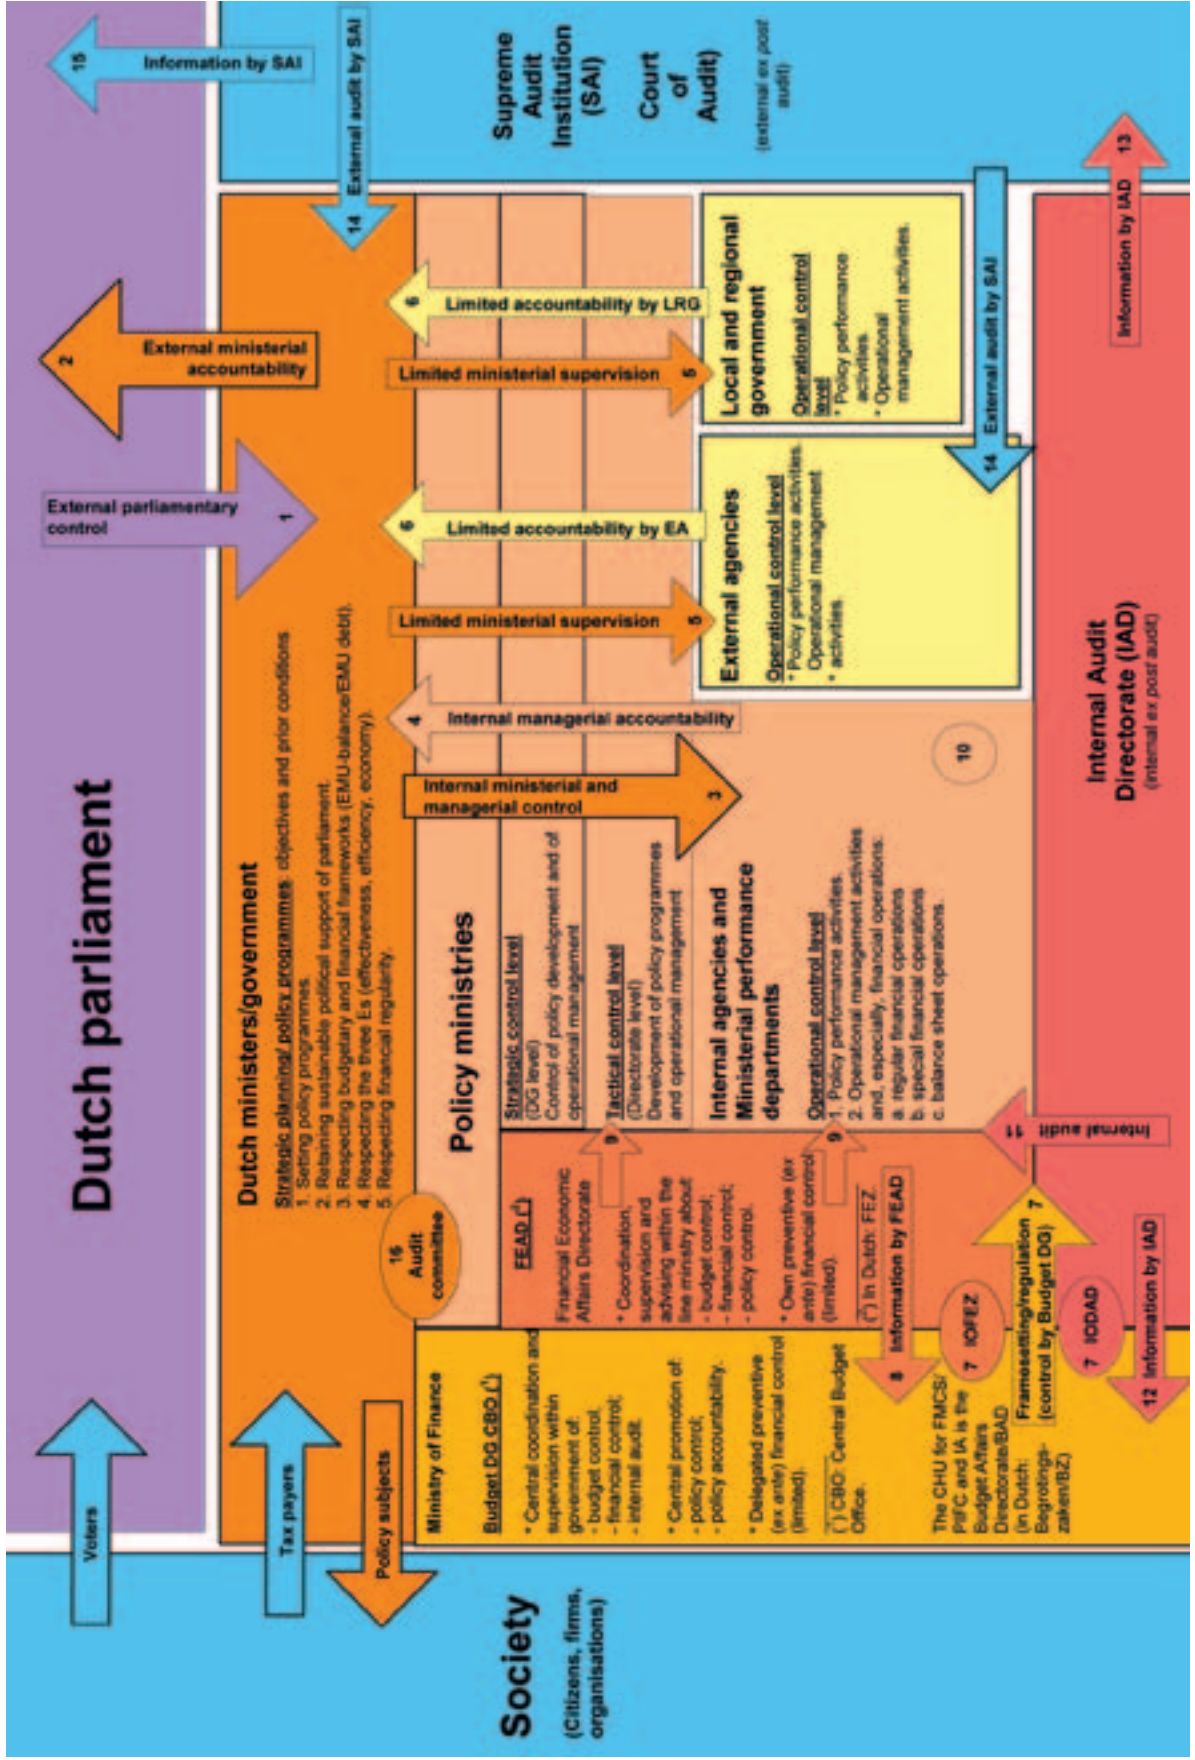 Dutch parliament
Voters
Tax payers
Policy subjects
Society
(Citizens, firms,
organisations)
External parliamentary
control
1
2
External ministerial
accountability
15
Information by SAI
Dutch ministers/government
Strategic planning/ policy programmes: objectives and prior conditions
1. Setting policy programmes.
2. Retaining sustainable political support of parliament.
3. Respecting budgetary and financial frameworks (EMU-balance/EMU debt).
4. Respecting the tree Es (effectiveness, efficiency, economy).
5. Respecting financial regularity.
14 External audit by SAI
16
Audit
committee
Policy ministries
Strategic control level
(DG level)
Control of policy development and of
operational management
Tactical control level
(Directorate level)
Development of policy programmes
and operational management
Internal agencies and
Ministerial performance
departments
Operational control level
1. Policy performance activities.
2. Operational management activities
and, especially, financial operations:
a. regular financial operations
b. special financial operations
c. balance sheet operations.
Internal ministerial and
managerial control
3
4
Internal managerial accountability
Limited ministerial supervision
5
6
Limited accountability by EA
Limited ministerial supervision
5
6
Limited accountability by LRG
External agencies
Operational control level
* Policy performance activities.
Operational management
* activities.
Local and regional
government
Operational control
level
* Policy performance
activities.
* Operational
management activities.
10
Supreme
Audit
Institution
(SAI)
Court
of
Audit)
(external ex post
audit)
14 External audit by SAI
Ministry of Finance
Budget DG CBO (¹)
* Central coordination and
supervision within
government of:
- budget control;
- financial control;
- internal audit.
* Central promotion of:
- policy control;
- policy accountability.
* Delegated preventive
(ex ante) financial control
(limited).
(¹) CBO: Central Budget
Office.
The CHU for FMCS/
PIFC and IA is the
Budget Affairs
Directorate/BAD
(in Dutch:
Begrotings-
zaken/BZ)
FEAD (²)
Financial Economic
Affairs Directorate
* Coordination,
supervision and
advising within the
line ministry about:
- budget control;
- financial control;
- policy control.
* Own preventive (ex
ante) financial control
(limited).
(²) In Dutch: FEZ.
9
9
8 Information by FEAD
7 IOFEZ
Framesetting/regulation 7
(control by Budget DG)
7 IODAD
12 Information by IAD
11 Internal audit
Internal Audit
Directorate (IAD)
(internal ex post audit)
Information by IAD 13